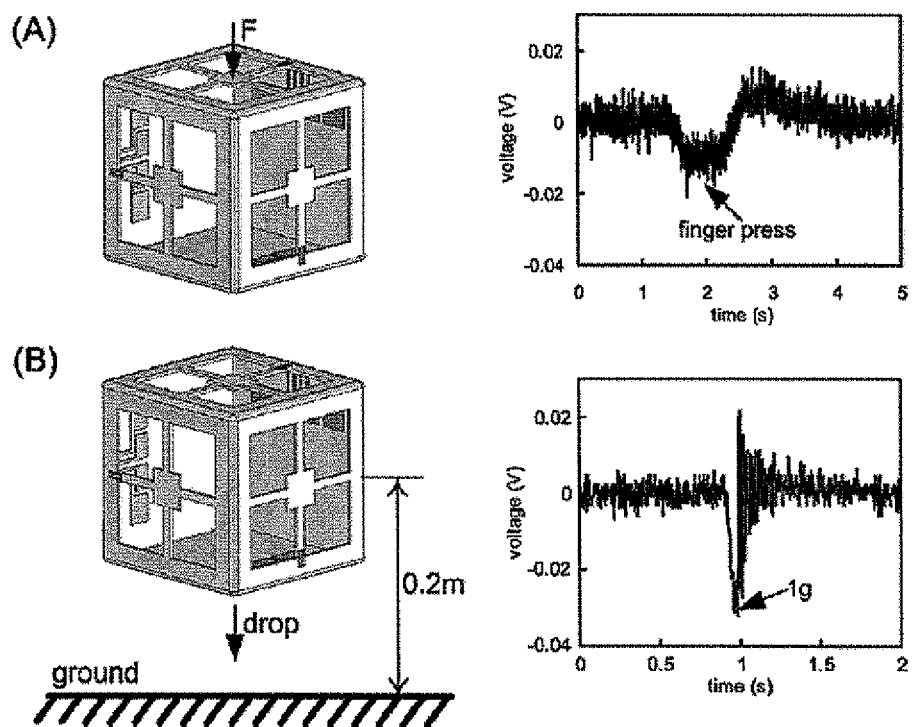 (A)
F
0.02
0
-0.02
-0.04
voltage (V)
finger press
0 1 2 3 4 5
time (s)
(B)
0.2m
drop
ground
0.02
0
-0.02
-0.04
voltage (V)
1g
0 0.5 1 1.5 2
time (s)